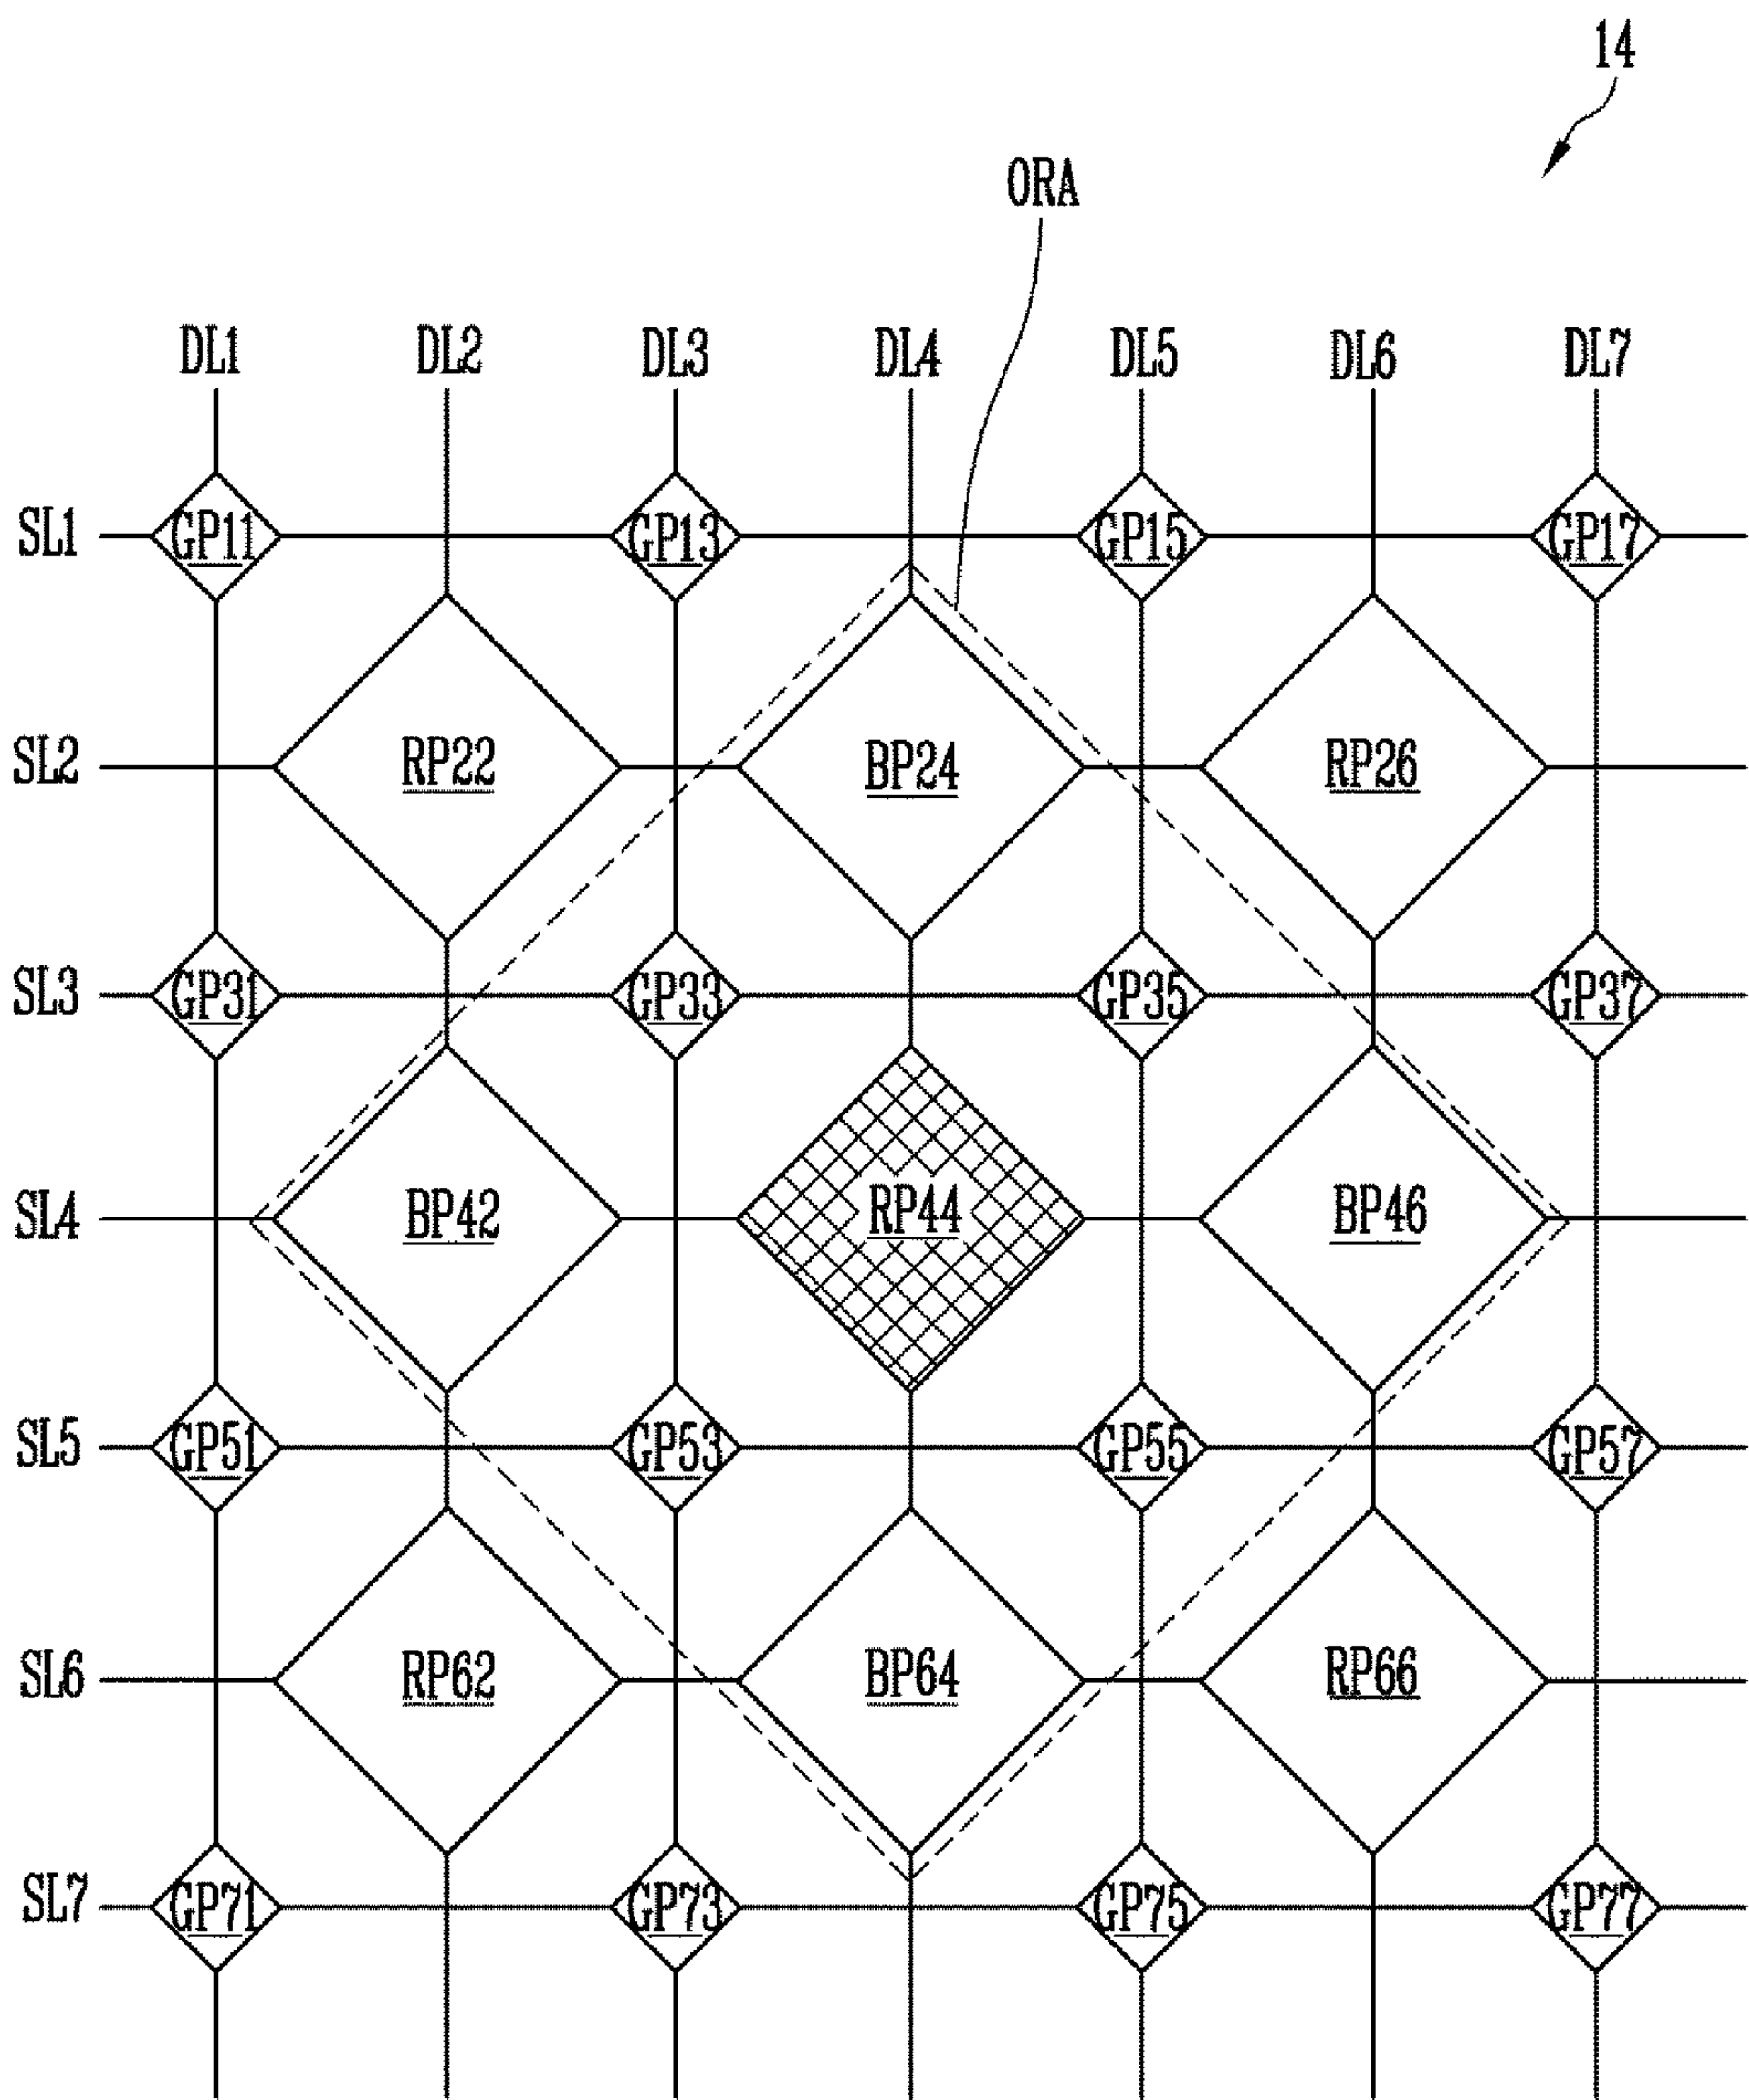 14
ORA
DL1 DL2 DL3 DL4 DL5 DL6 DL7
SL1 GP11 GP13 GP15 GP17
SL2 RP22 BP24 RP26
SL3 GP31 GP33 GP35 GP37
SL4 BP42 RP44 BP46
SL5 GP51 GP53 GP55 GP57
SL6 RP62 BP64 RP66
SL7 GP71 GP73 GP75 GP77